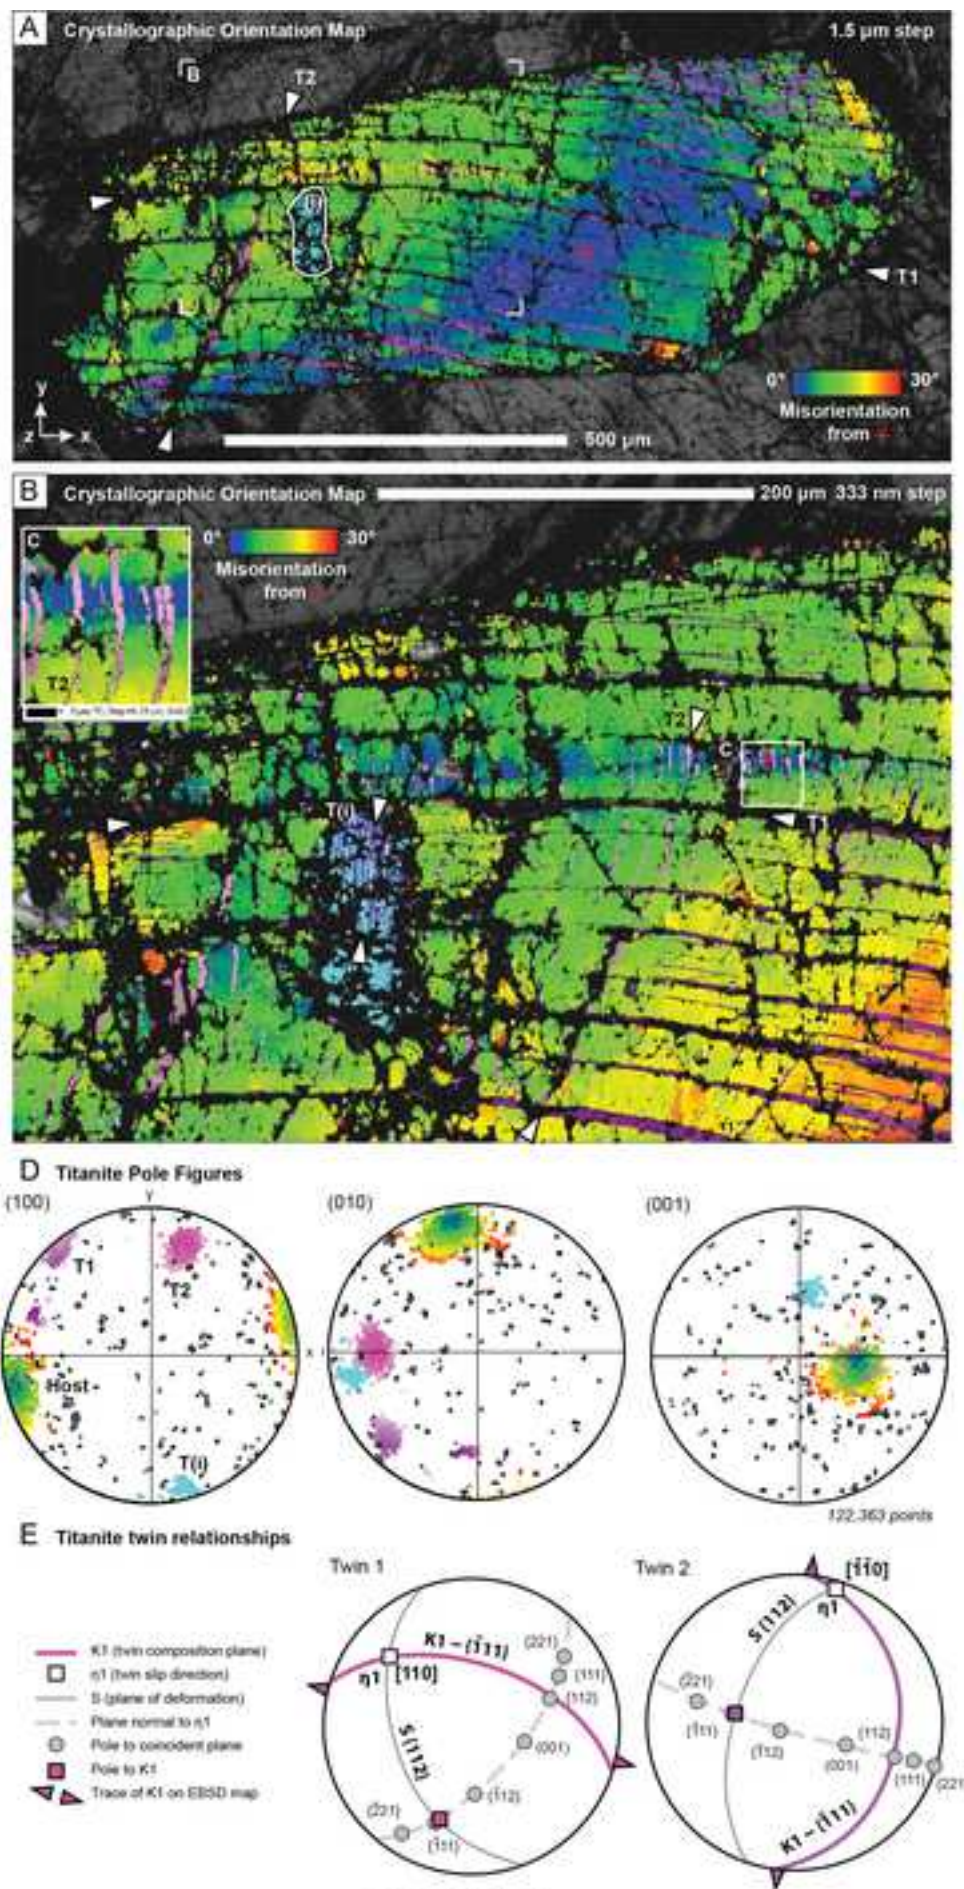 A Crystallographic Orientation Map 1.5 µm step
B
T2
(i)
T1
0° 30°
Misorientation
from +
y
z x
500 µm
B Crystallographic Orientation Map 200 µm 333 nm step
C
0° 30°
Misorientation
from
T2
T2
C
T(i)
T1
D Titanite Pole Figures
(100) y (010) (001)
T1
T2
x
Host
T(i)
122,363 points
E Titanite twin relationships
Twin 1 Twin 2
K1 (twin composition plane)
η1 (twin slip direction)
S (plane of deformation)
Plane normal to η1
Pole to coincident plane
Pole to K1
Trace of K1 on EBSD map
K1 ~ (1̄11)
(221)
(111)
(112)
η1 [110]
S (112)
(001)
(1̄12)
(2̄21)
(1̄11)
[1̄1̄0]
η1
S (112)
(2̄21)
(1̄11)
(1̄12)
(112)
(001)
(111)
(221)
K1 ~ (1̄11)